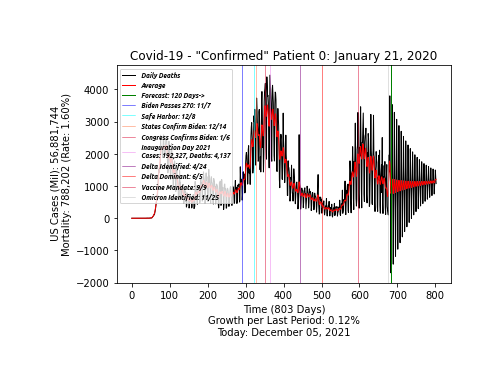 Covid-19 - "Confirmed" Patient 0: January 21, 2020
US Cases (Mil): 56,881,744
Mortality: 788,202 (Rate: 1.60%)
4000
3000
2000
1000
0
−1000
−2000
Daily Deaths
Average
Forecast: 120 Days->
Biden Passes 270: 11/7
Safe Harbor: 12/8
States Confirm Biden: 12/14
Congress Confirms Biden: 1/6
Inauguration Day 2021
Cases: 192,327, Deaths: 4,137
Delta Identified: 4/24
Delta Dominant: 6/5
Vaccine Mandate: 9/9
Omicron Identified: 11/25
0 100 200 300 400 500 600 700 800
Time (803 Days)
Growth per Last Period: 0.12%
Today: December 05, 2021